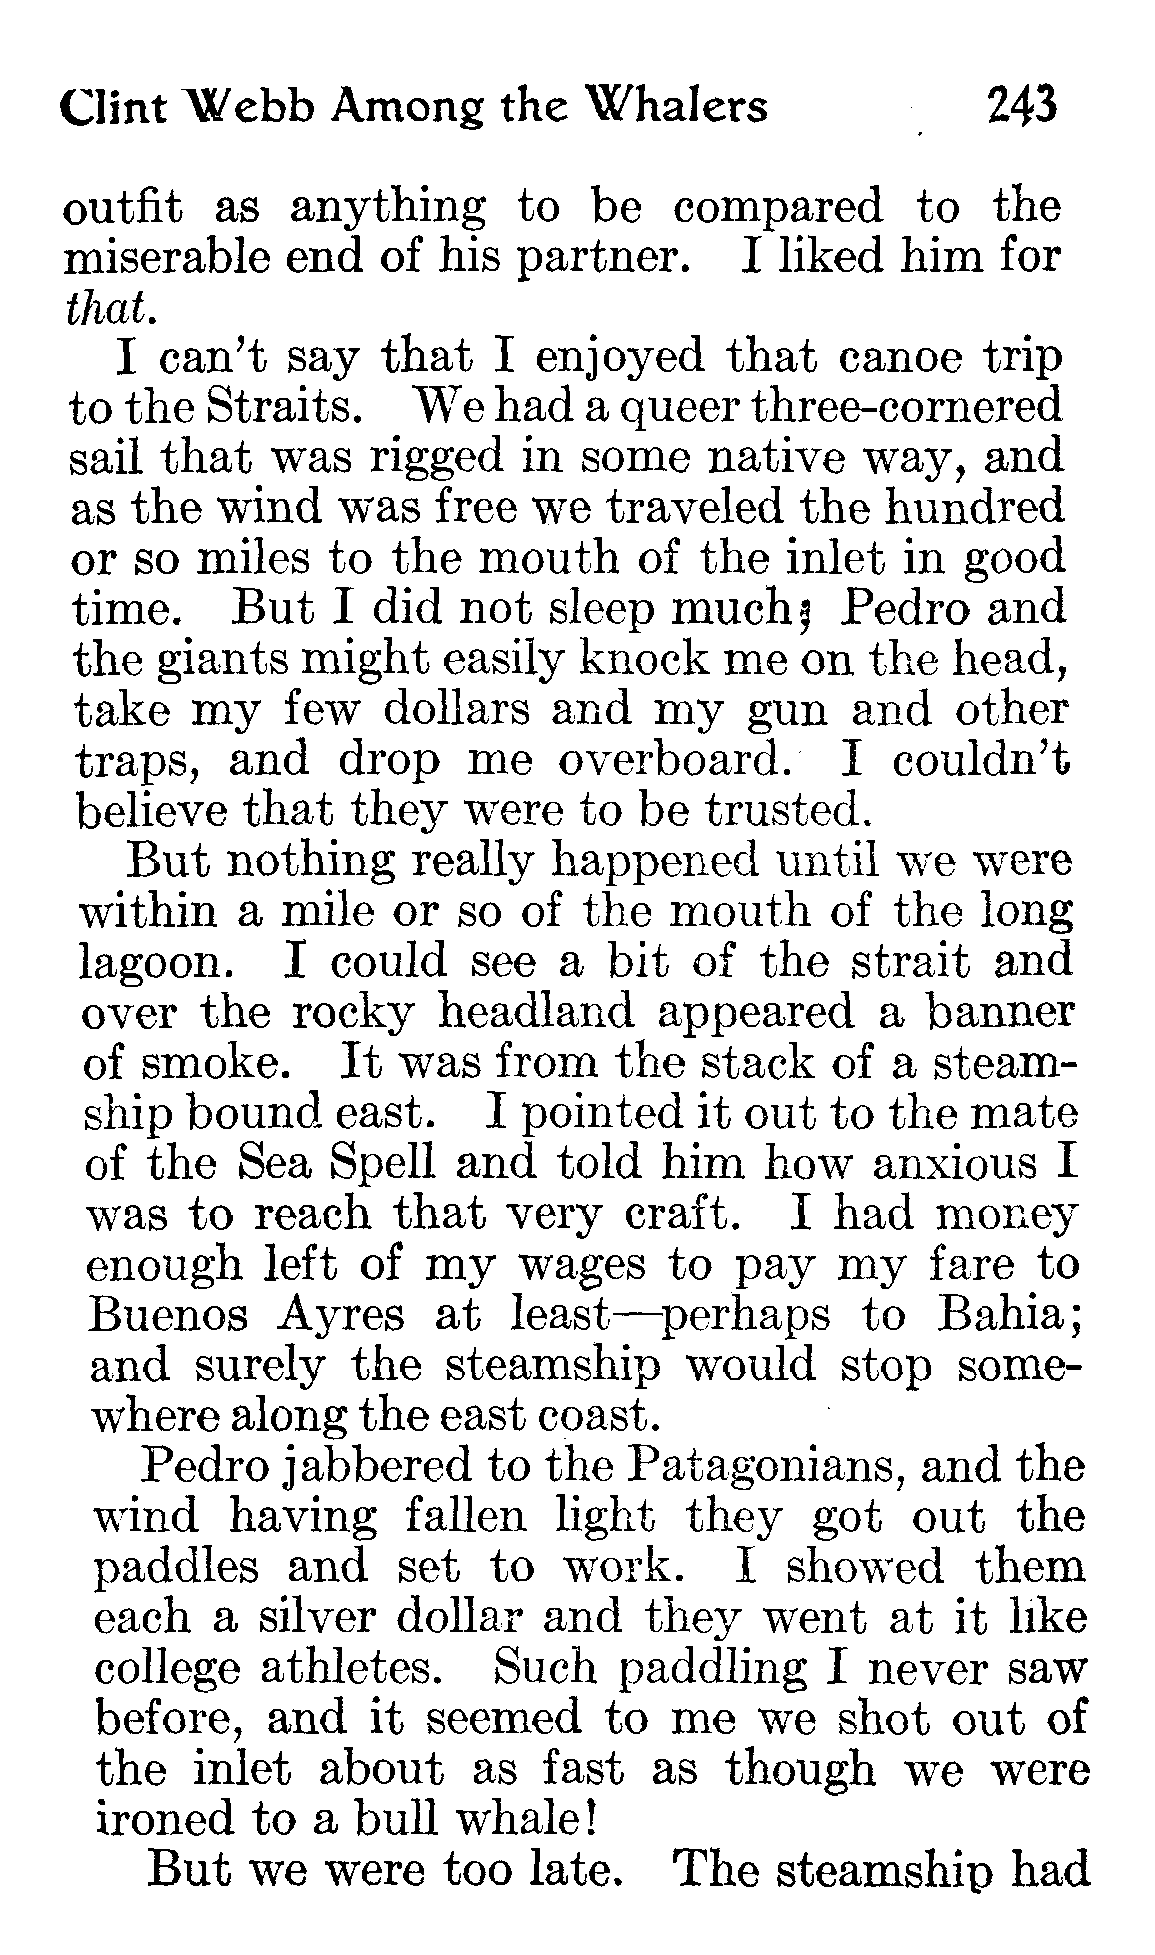 Clint Webb Among the Whalers 243
outfit as anything to be compared to the
miserable end of his partner. I liked him for
that.
I can't say that I enjoyed that canoe trip
to the Straits. We had a queer three-cornered
sail that was rigged in some native way, and
as the wind was free we traveled the hundred
or so miles to the mouth of the inlet in good
time. But I did not sleep much; Pedro and
the giants might easily knock me on the head,
take my few dollars and my gun and other
traps, and drop me overboard. I couldn't
believe that they were to be trusted.
But nothing really happened until we were
within a mile or so of the mouth of the long
lagoon. I could see a bit of the strait and
over the rocky headland appeared a banner
of smoke. It was from the stack of a steam-
ship bound east. I pointed it out to the mate
of the Sea Spell and told him how anxious I
was to reach that very craft. I had money
enough left of my wages to pay my fare to
Buenos Ayres at least—perhaps to Bahia;
and surely the steamship would stop some-
where along the east coast.
Pedro jabbered to the Patagonians, and the
wind having fallen light they got out the
paddles and set to work. I showed them
each a silver dollar and they went at it like
college athletes. Such paddling I never saw
before, and it seemed to me we shot out of
the inlet about as fast as though we were
ironed to a bull whale!
But we were too late. The steamship had